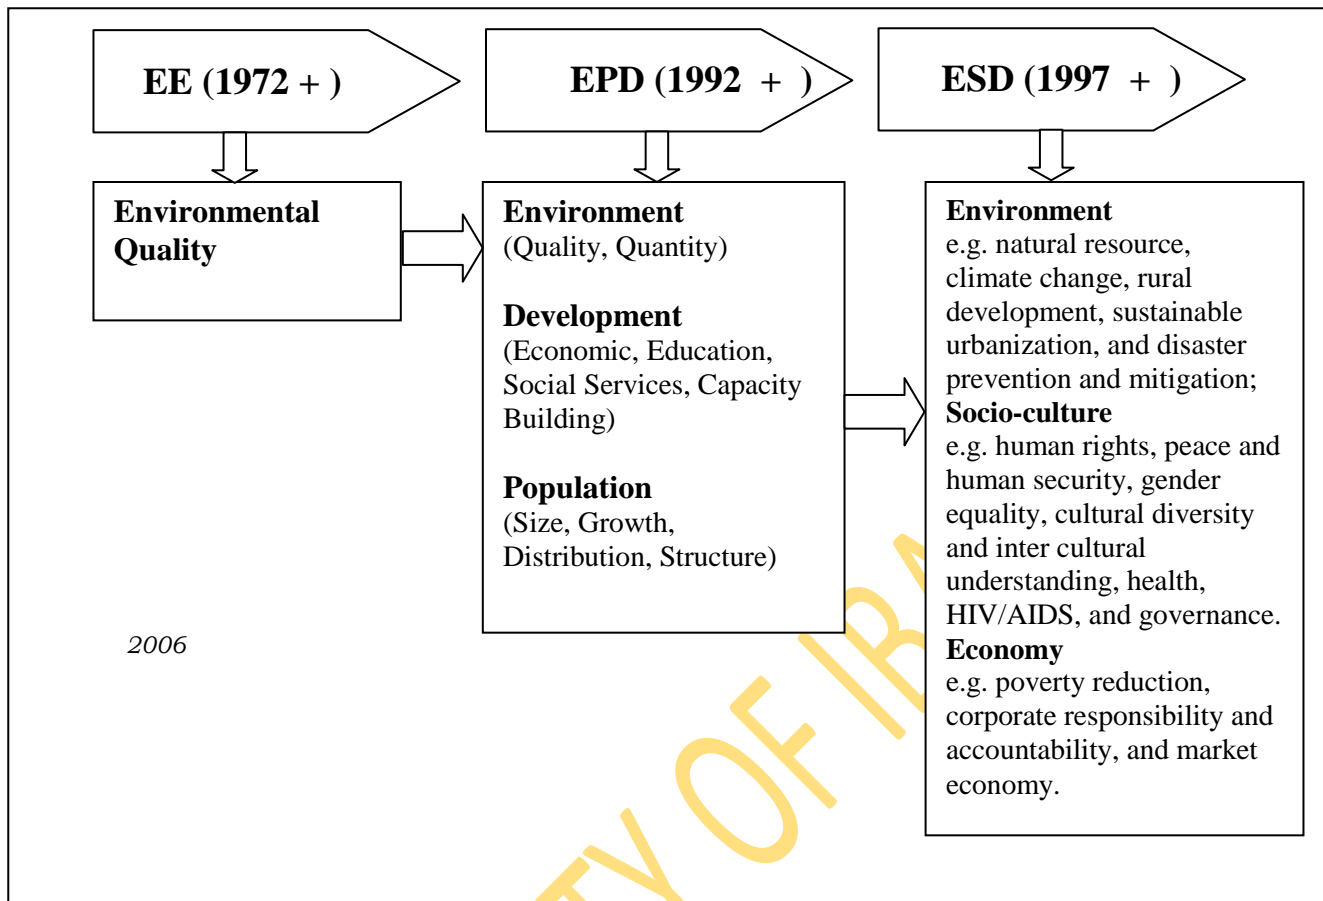 EE (1972 + )
EPD (1992 + )
ESD (1997 + )
Environmental
Quality
Environment
(Quality, Quantity)
Development
(Economic, Education,
Social Services, Capacity
Building)
Population
(Size, Growth,
Distribution, Structure)
Environment
e.g. natural resource,
climate change, rural
development, sustainable
urbanization, and disaster
prevention and mitigation;
Socio-culture
e.g. human rights, peace and
human security, gender
equality, cultural diversity
and inter cultural
understanding, health,
HIV/AIDS, and governance.
Economy
e.g. poverty reduction,
corporate responsibility and
accountability, and market
economy.
2006
TY OF IBA